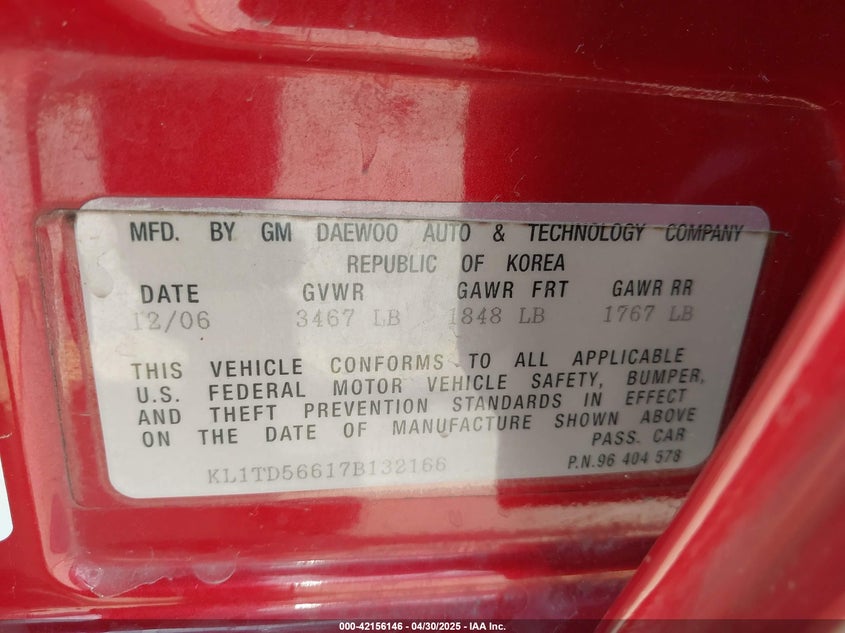 MFD. BY GM DAEWOO AUTO & TECHNOLOGY COMPANY
REPUBLIC OF KOREA
DATE GVWR GAWR FRT GAWR RR
12/06 3467 LB 1848 LB 1767 LB
THIS VEHICLE CONFORMS TO ALL APPLICABLE
U.S. FEDERAL MOTOR VEHICLE SAFETY, BUMPER,
AND THEFT PREVENTION STANDARDS IN EFFECT
ON THE DATE OF MANUFACTURE SHOWN ABOVE
PASS. CAR
KL1TD56617B132166
P.N.96 404 578
000-42156146 - 04/30/2025 - IAA Inc.